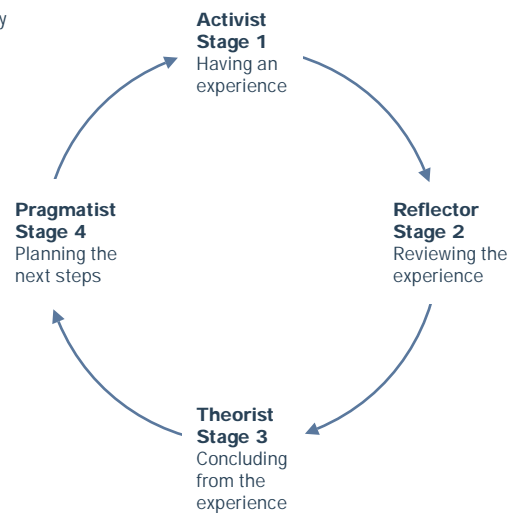 y
Activist
Stage 1
Having an
experience
Reflector
Stage 2
Reviewing the
experience
Theorist
Stage 3
Concluding
from the
experience
Pragmatist
Stage 4
Planning the
next steps